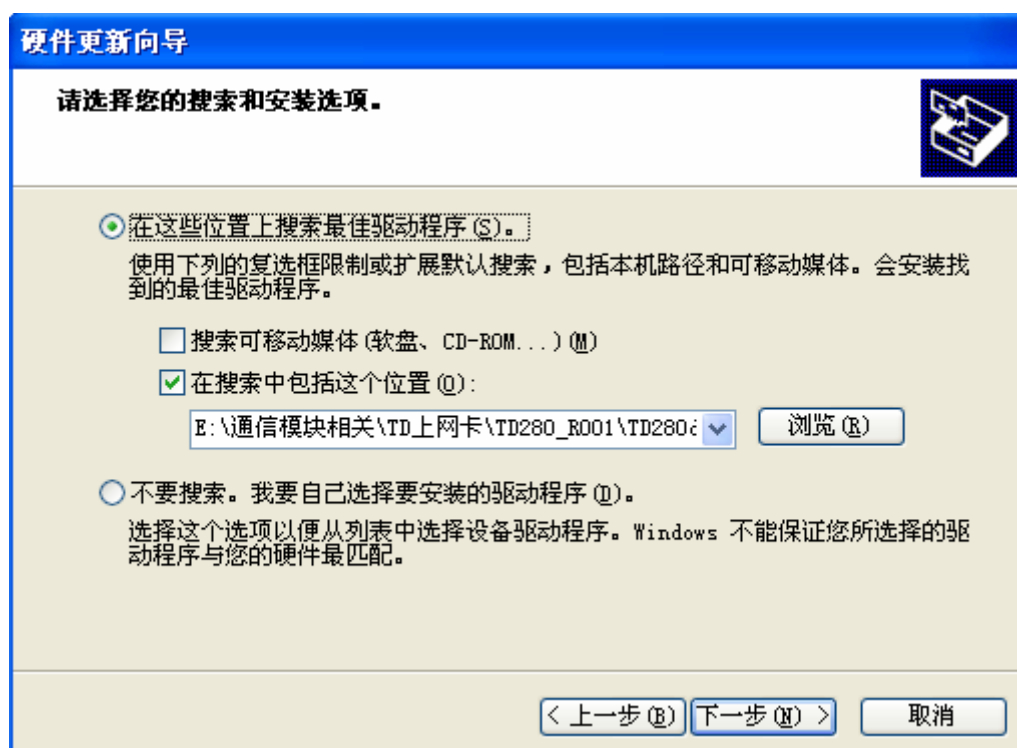 硬件更新向导
请选择您的搜索和安装选项。
在这些位置上搜索最佳驱动程序(S)。
使用下列的复选框限制或扩展默认搜索，包括本机路径和可移动媒体。会安装找
到的最佳驱动程序。
搜索可移动媒体(软盘、CD-ROM...)(M)
在搜索中包括这个位置(O):
E:\通信模块相关\TD上网卡\TD280_R001\TD280
浏览(R)
不要搜索。我要自己选择要安装的驱动程序(D)。
选择这个选项以便从列表中选择设备驱动程序。Windows 不能保证您所选择的驱
动程序与您的硬件最匹配。
< 上一步(B) 下一步(N) > 取消